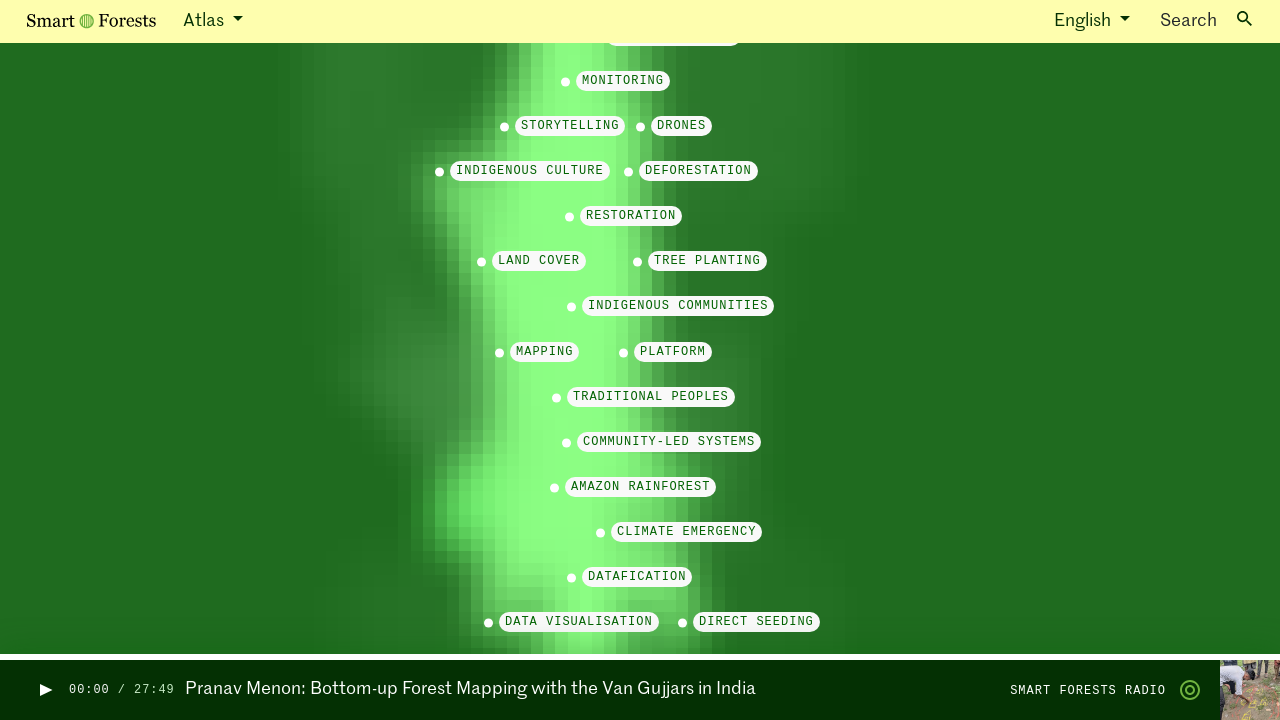 Smart Forests Atlas English Search
MONITORING
STORYTELLING DRONES
INDIGENOUS CULTURE DEFORESTATION
RESTORATION
LAND COVER TREE PLANTING
INDIGENOUS COMMUNITIES
MAPPING PLATFORM
TRADITIONAL PEOPLES
COMMUNITY-LED SYSTEMS
AMAZON RAINFOREST
CLIMATE EMERGENCY
DATAFICATION
DATA VISUALISATION DIRECT SEEDING
00:00 / 27:49 Pranav Menon: Bottom-up Forest Mapping with the Van Gujjars in India SMART FORESTS RADIO